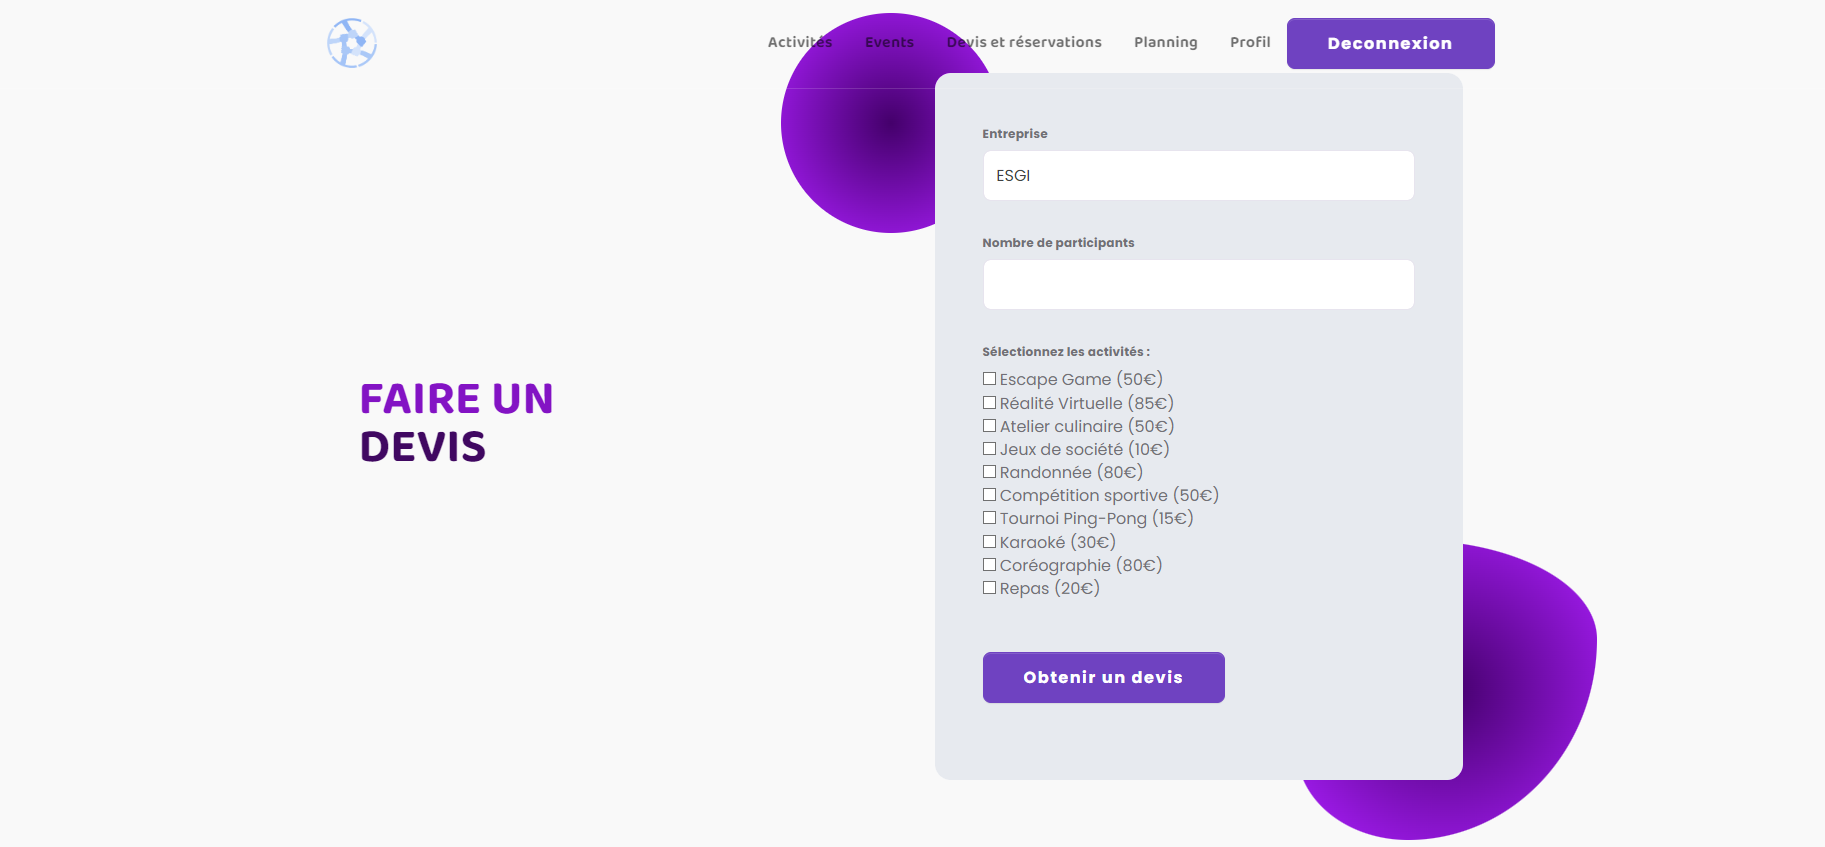 Activités Events Devis et réservations Planning Profil Deconnexion
FAIRE UN
DEVIS
Entreprise
ESGI
Nombre de participants
Sélectionnez les activités :
Escape Game (50€)
Réalité Virtuelle (85€)
Atelier culinaire (50€)
Jeux de société (10€)
Randonnée (80€)
Compétition sportive (50€)
Tournoi Ping-Pong (15€)
Karaoké (30€)
Coréographie (80€)
Repas (20€)
Obtenir un devis